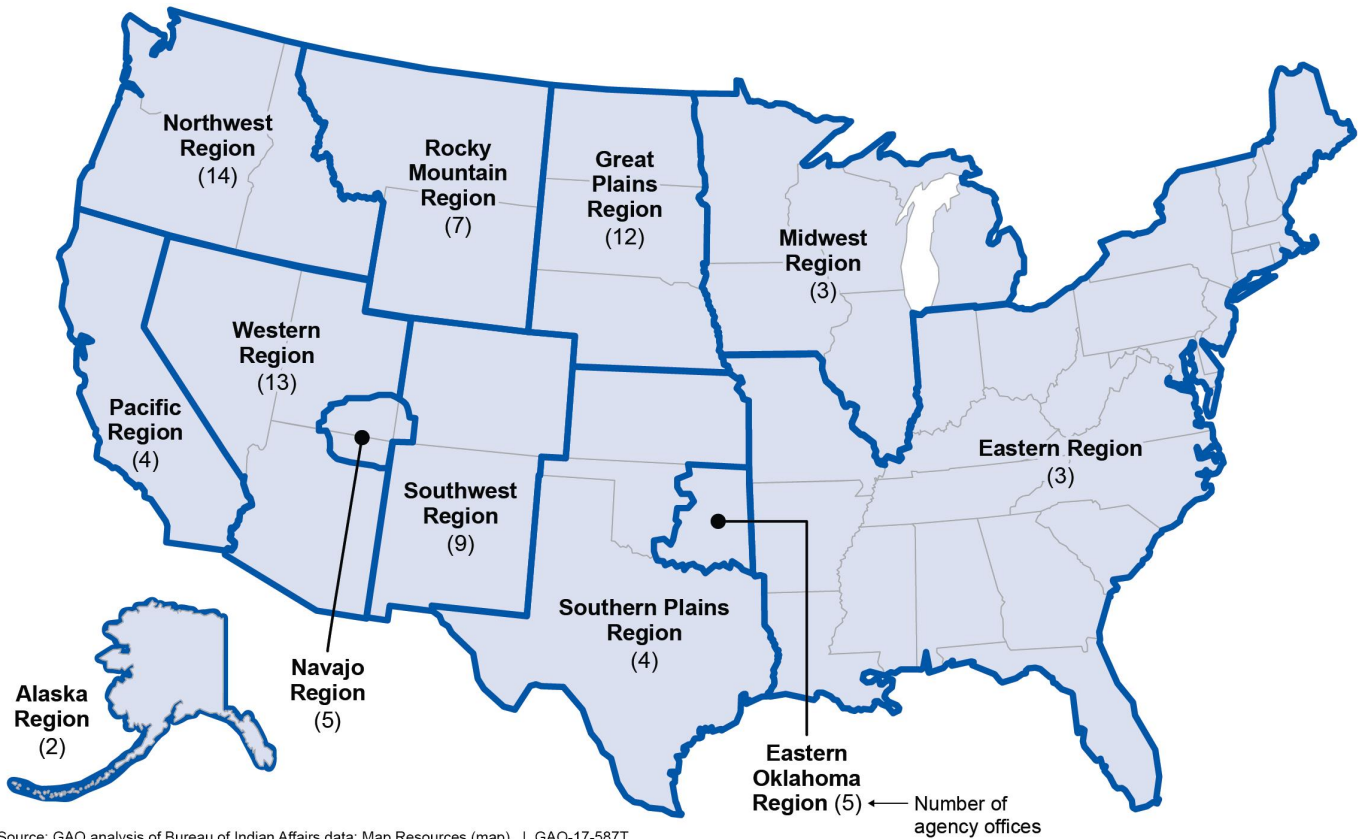 Northwest
Region
(14)
Rocky
Mountain
Region
(7)
Great
Plains
Region
(12)
Midwest
Region
(3)
Western
Region
(13)
Pacific
Region
(4)
Eastern Region
(3)
Southwest
Region
(9)
Southern Plains
Region
(4)
Navajo
Region
(5)
Alaska
Region
(2)
Eastern
Oklahoma
Region (5)
Number of
agency offices
Source: GAO analysis of Bureau of Indian Affairs data; Map Resources (map). | GAO-17-587T